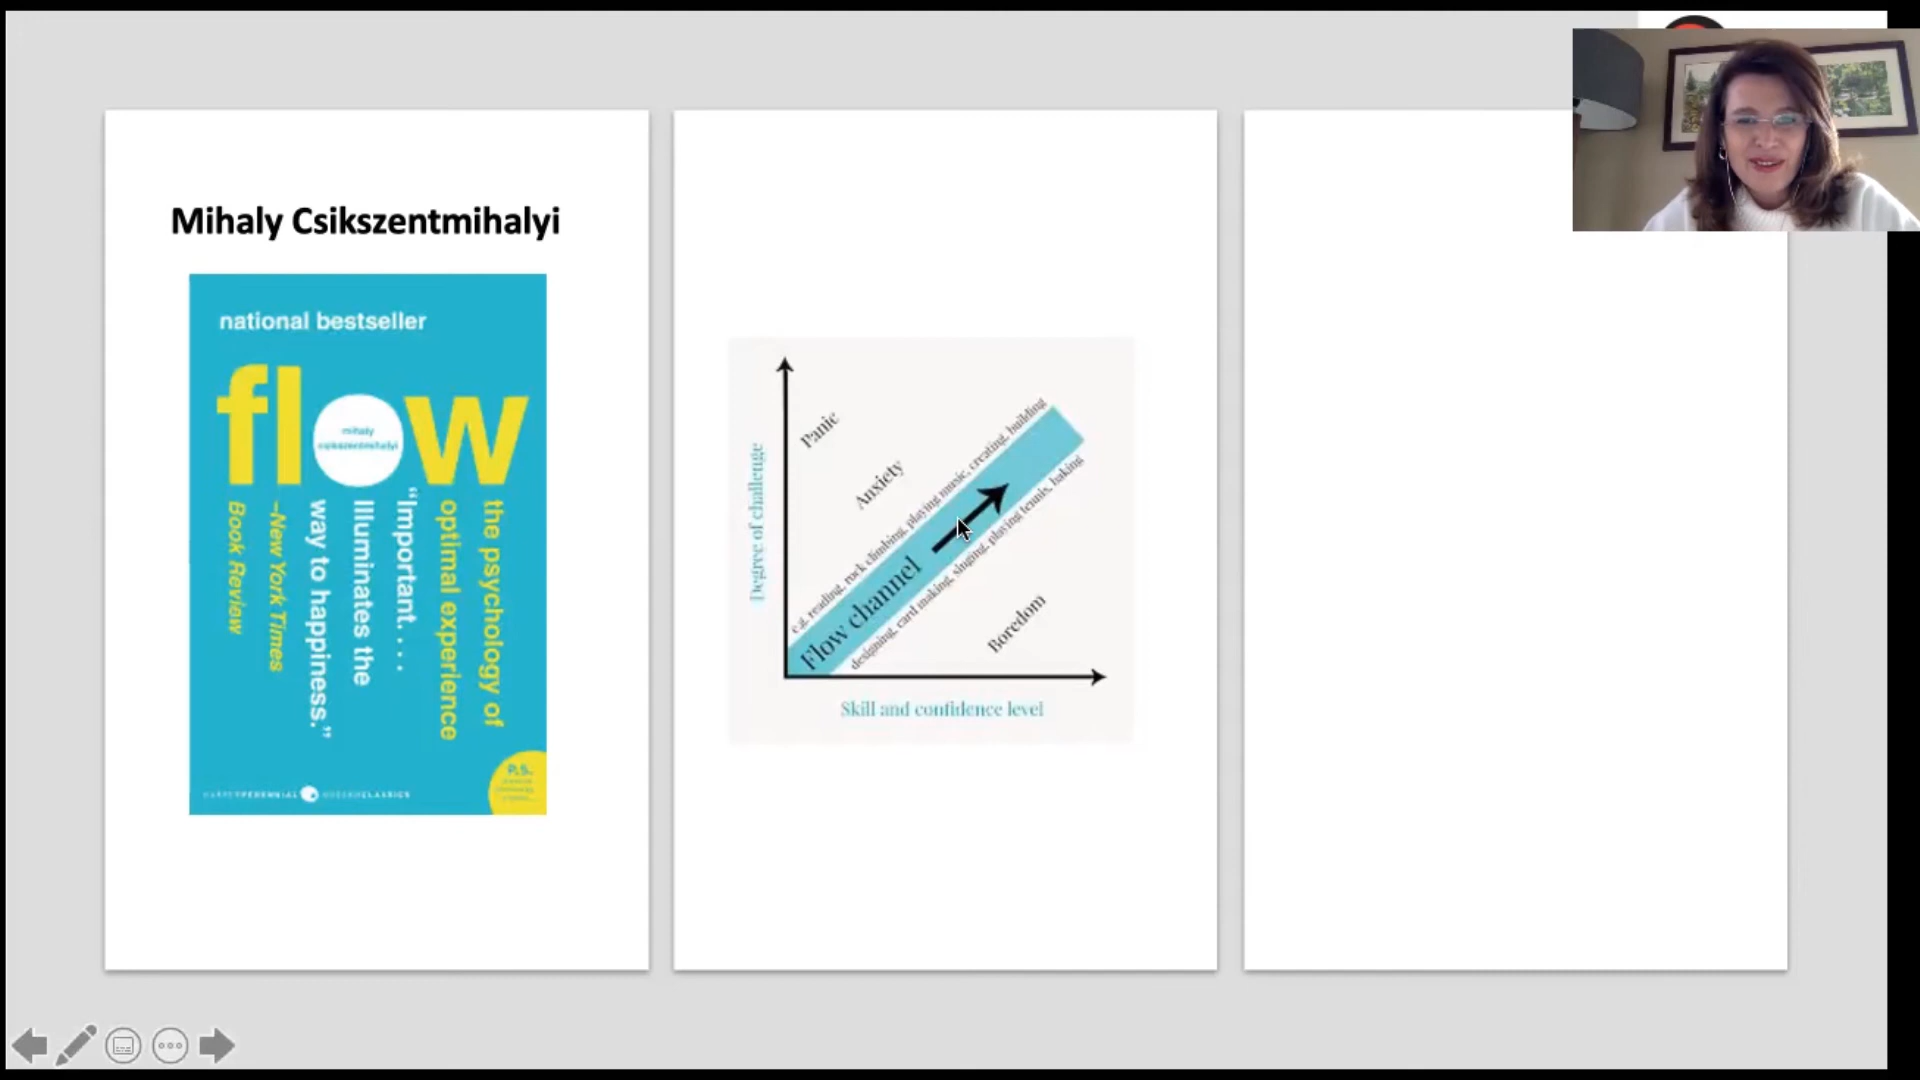 Mihaly Csikszentmihalyi
national bestseller
flow
mihaly
csikszentmihalyi
the psychology of
optimal experience
“Important. . . .
Illuminates the
way to happiness.”
–New York Times
Book Review
P.S.
HARPERPERENNIAL MODERNCLASSICS
Degree of challenge
Panic
Anxiety
e.g. reading, rock climbing, playing music, creating, building
Flow channel
designing, card making, singing, playing tennis, baking
Boredom
Skill and confidence level